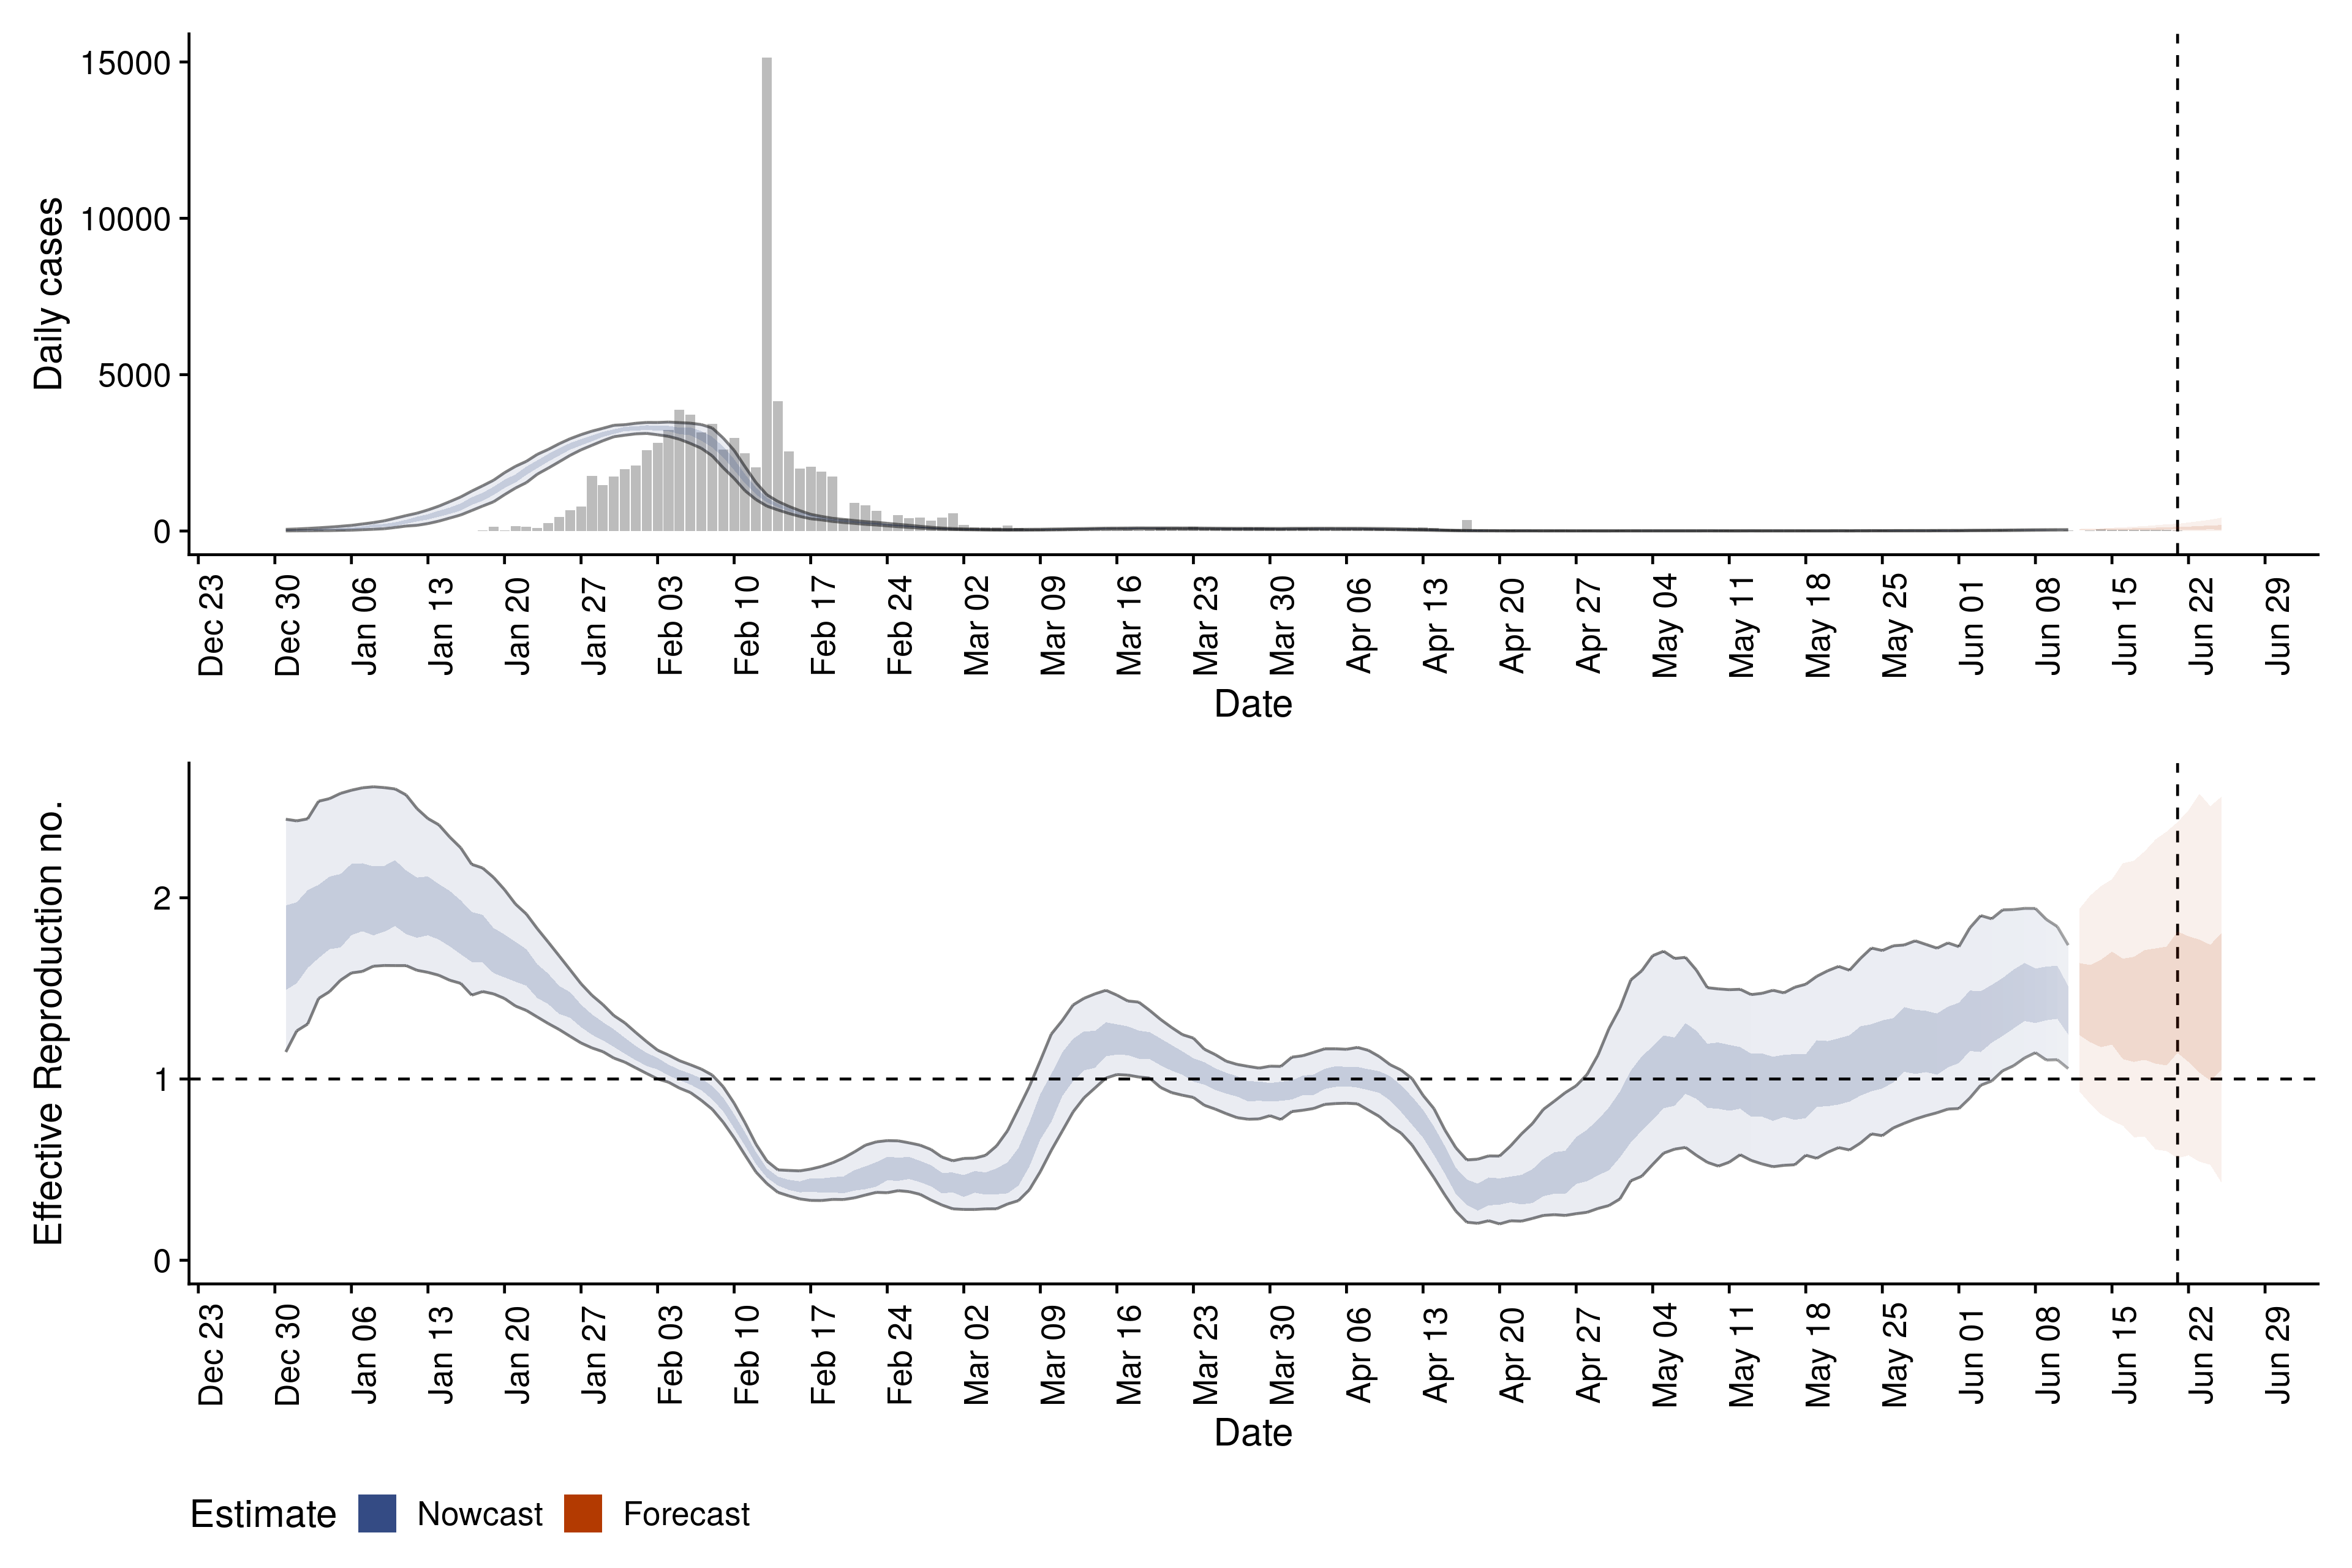 Daily cases
15000
10000
5000
0
Dec 23
Dec 30
Jan 06
Jan 13
Jan 20
Jan 27
Feb 03
Feb 10
Feb 17
Feb 24
Mar 02
Mar 09
Mar 16
Mar 23
Mar 30
Apr 06
Apr 13
Apr 20
Apr 27
May 04
May 11
May 18
May 25
Jun 01
Jun 08
Jun 15
Jun 22
Jun 29
Date
Effective Reproduction no.
2
1
0
Dec 23
Dec 30
Jan 06
Jan 13
Jan 20
Jan 27
Feb 03
Feb 10
Feb 17
Feb 24
Mar 02
Mar 09
Mar 16
Mar 23
Mar 30
Apr 06
Apr 13
Apr 20
Apr 27
May 04
May 11
May 18
May 25
Jun 01
Jun 08
Jun 15
Jun 22
Jun 29
Date
Estimate Nowcast Forecast